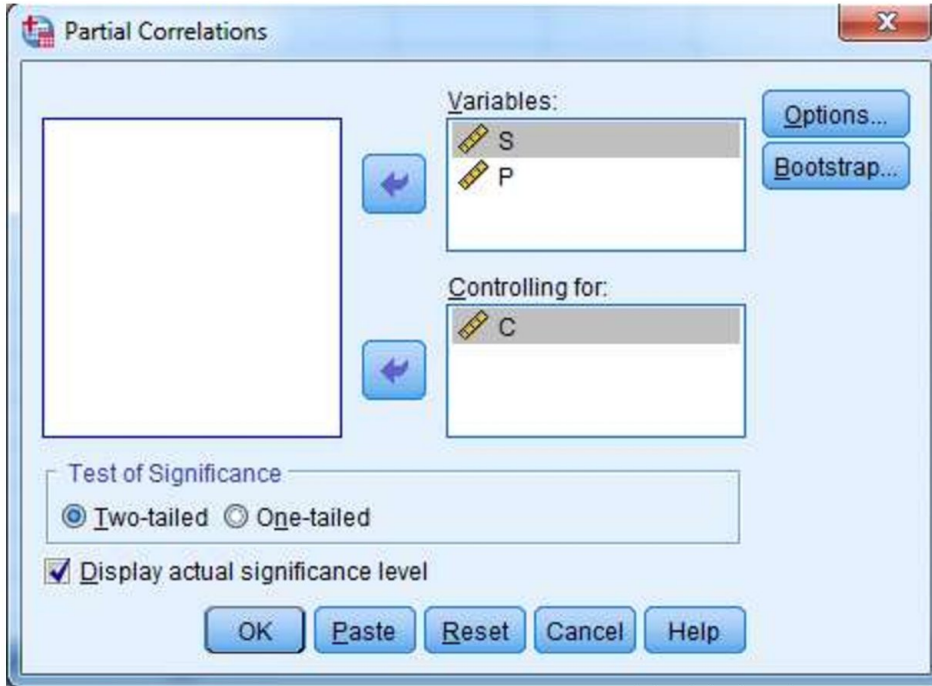 Partial Correlations
Variables:
S
P
Options...
Bootstrap...
Controlling for:
C
Test of Significance
Two-tailed One-tailed
Display actual significance level
OK Paste Reset Cancel Help